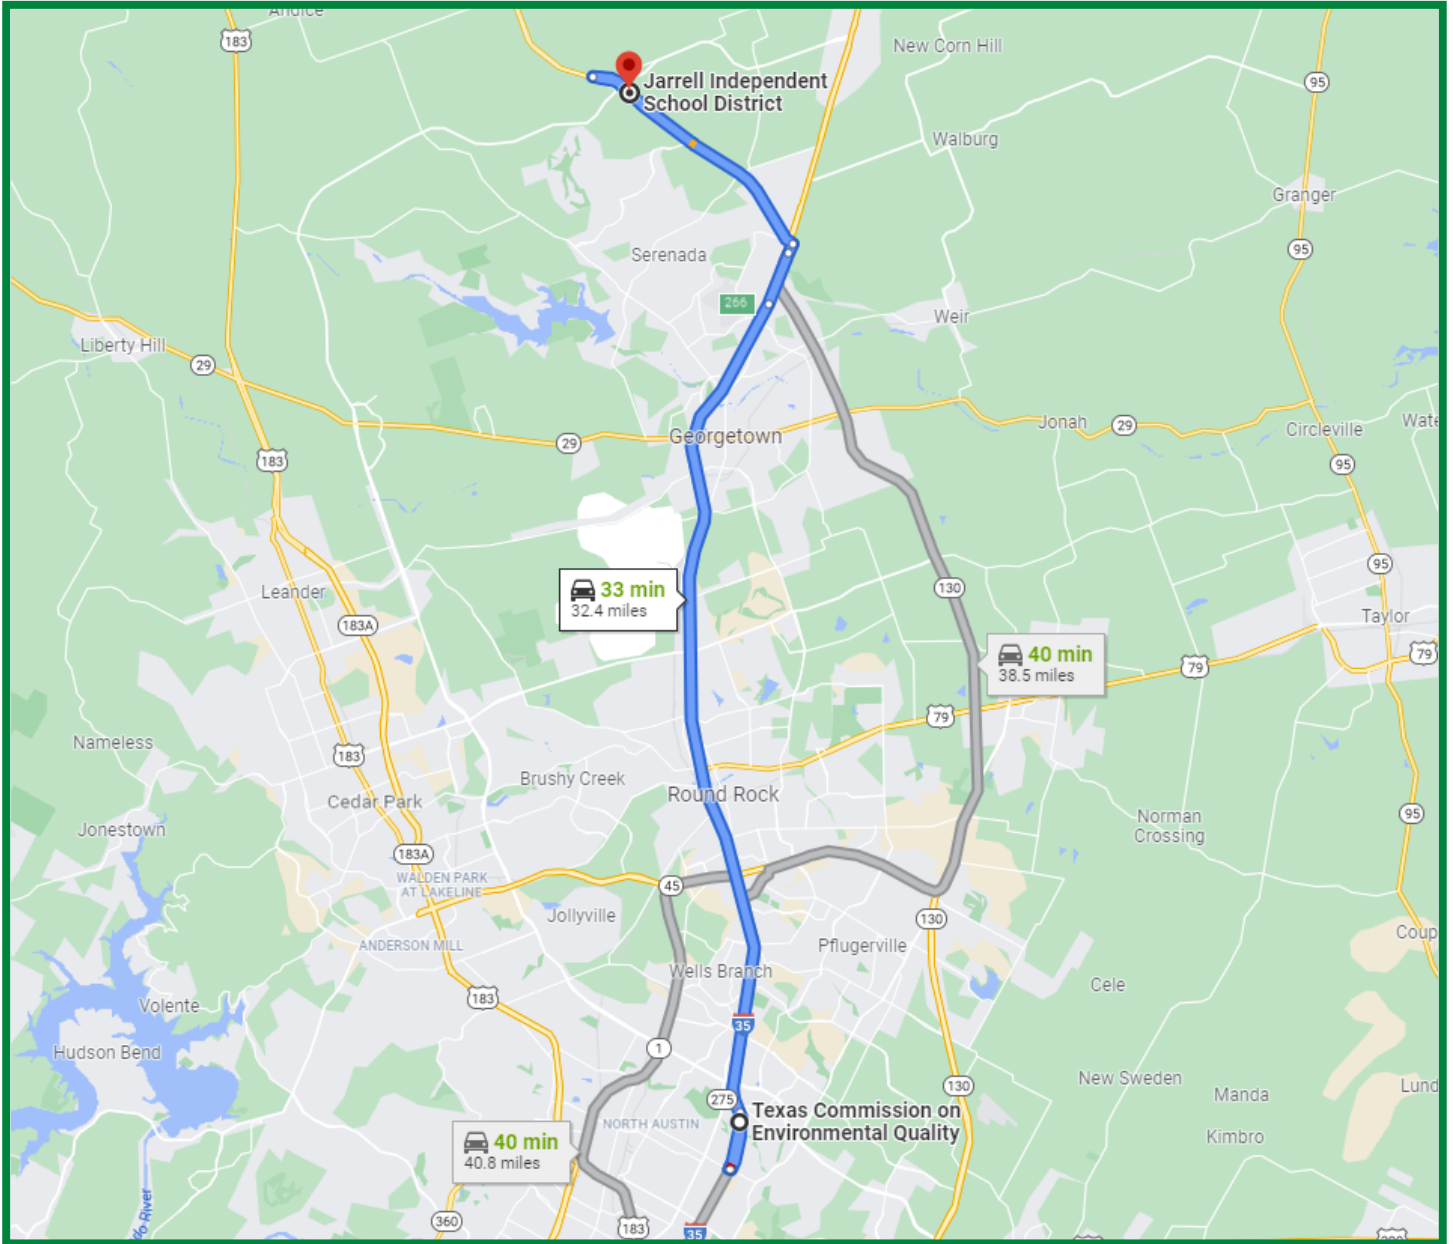 Andice
183
New Corn Hill
Jarrell Independent
School District
95
Walburg
Granger
Serenada
95
266
Weir
Liberty Hill
29
Jonah
29
Circleville
Georgetown
29
183
95
95
130
Leander
33 min
32.4 miles
183A
Taylor
40 min
38.5 miles
79
79
79
Nameless
183
Brushy Creek
Round Rock
Cedar Park
Jonestown
Norman
Crossing
95
183A
WALDEN PARK
AT LAKELINE
45
Jollyville
130
ANDERSON MILL
Pflugerville
Coup
Wells Branch
Volente
183
Cele
35
Hudson Bend
1
New Sweden
130
Manda
Lund
275
Texas Commission on
Environmental Quality
NORTH AUSTIN
Kimbro
40 min
40.8 miles
do River
360
183
35